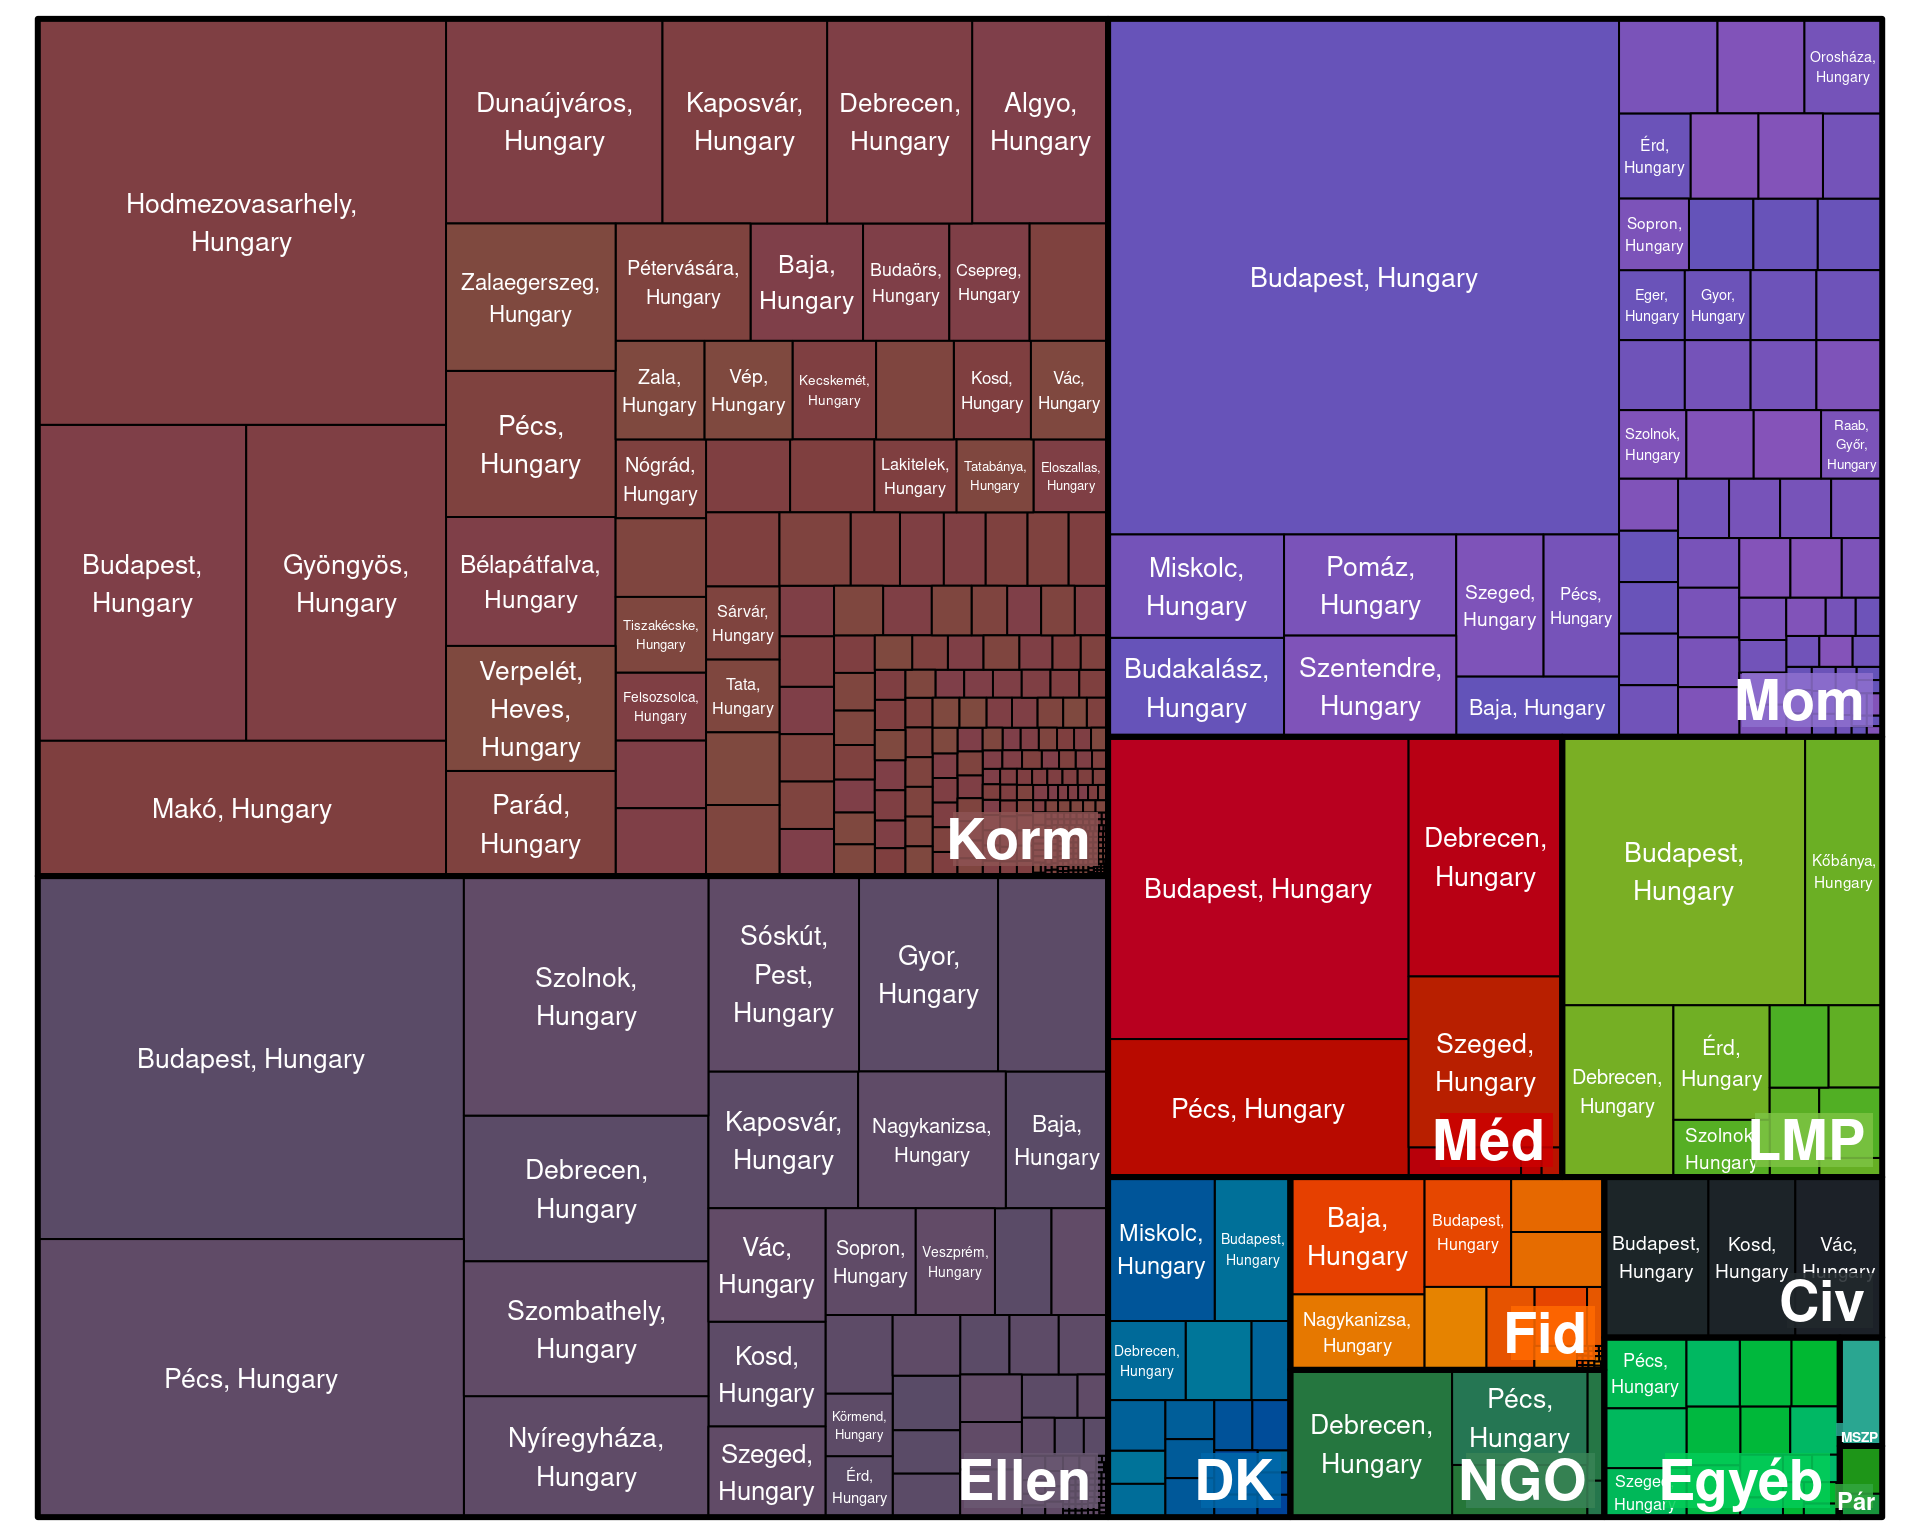 Hodmezovasarhely,
Hungary
Budapest,
Hungary
Gyöngyös,
Hungary
Makó, Hungary
Dunaújváros,
Hungary
Kaposvár,
Hungary
Debrecen,
Hungary
Algyo,
Hungary
Zalaegerszeg,
Hungary
Pécs,
Hungary
Bélapátfalva,
Hungary
Verpelét,
Heves,
Hungary
Parád,
Hungary
Pétervására,
Hungary
Baja,
Hungary
Budaörs,
Hungary
Csepreg,
Hungary
Zala,
Hungary
Vép,
Hungary
Kecskemét,
Hungary
Kosd,
Hungary
Vác,
Hungary
Nógrád,
Hungary
Lakitelek,
Hungary
Tatabánya,
Hungary
Eloszallas,
Hungary
Tiszakécske,
Hungary
Sárvár,
Hungary
Felsozsolca,
Hungary
Tata,
Hungary
Korm
Budapest, Hungary
Pécs, Hungary
Szolnok,
Hungary
Debrecen,
Hungary
Szombathely,
Hungary
Nyíregyháza,
Hungary
Sóskút,
Pest,
Hungary
Gyor,
Hungary
Kaposvár,
Hungary
Nagykanizsa,
Hungary
Baja,
Hungary
Vác,
Hungary
Sopron,
Hungary
Veszprém,
Hungary
Kosd,
Hungary
Szeged,
Hungary
Körmend,
Hungary
Érd,
Hungary
Ellen
Budapest, Hungary
Miskolc,
Hungary
Budakalász,
Hungary
Pomáz,
Hungary
Szentendre,
Hungary
Szeged,
Hungary
Pécs,
Hungary
Baja, Hungary
Orosháza,
Hungary
Érd,
Hungary
Sopron,
Hungary
Eger,
Hungary
Gyor,
Hungary
Szolnok,
Hungary
Raab,
Győr,
Hungary
Mom
Budapest, Hungary
Pécs, Hungary
Debrecen,
Hungary
Szeged,
Hungary
Méd
Budapest,
Hungary
Kőbánya,
Hungary
Debrecen,
Hungary
Érd,
Hungary
Szolnok
Hungary
LMP
Miskolc,
Hungary
Budapest,
Hungary
Debrecen,
Hungary
DK
Baja,
Hungary
Budapest,
Hungary
Nagykanizsa,
Hungary
Fid
Debrecen,
Hungary
Pécs,
Hungary
NGO
Budapest,
Hungary
Kosd,
Hungary
Vác,
Hungary
Civ
Pécs,
Hungary
Szeged
Hungary
Egyéb
MSZP
Pár